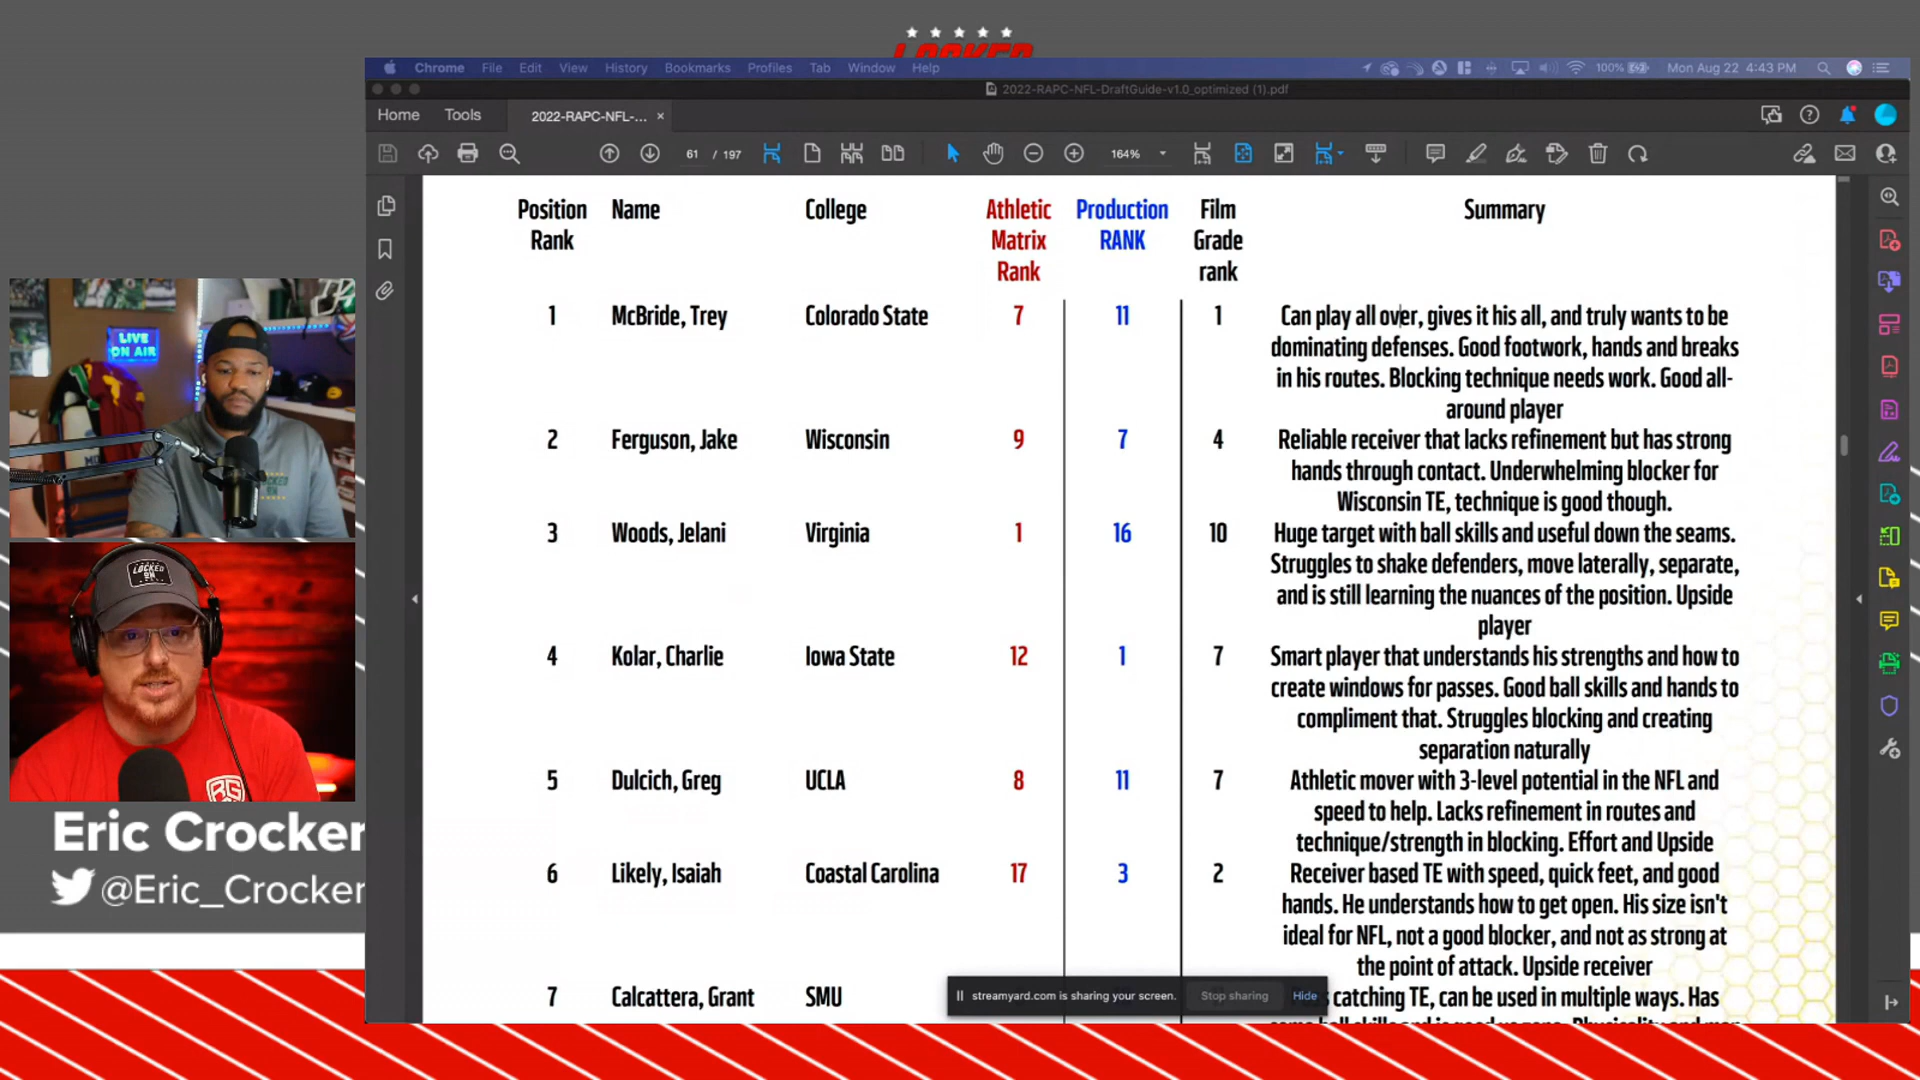 LOCKED
Chrome File Edit View History Bookmarks Profiles Tab Window Help 100% Mon Aug 22 4:43 PM
2022-RAPC-NFL-DraftGuide-v1.0_optimized (1).pdf
Home Tools 2022-RAPC-NFL-... ×
61 / 197 164%
Position Rank Name College Athletic Matrix Rank Production RANK Film Grade rank Summary
1 McBride, Trey Colorado State 7 11 1 Can play all over, gives it his all, and truly wants to be
dominating defenses. Good footwork, hands and breaks
in his routes. Blocking technique needs work. Good all-
around player
2 Ferguson, Jake Wisconsin 9 7 4 Reliable receiver that lacks refinement but has strong
hands through contact. Underwhelming blocker for
Wisconsin TE, technique is good though.
3 Woods, Jelani Virginia 1 16 10 Huge target with ball skills and useful down the seams.
Struggles to shake defenders, move laterally, separate,
and is still learning the nuances of the position. Upside
player
4 Kolar, Charlie Iowa State 12 1 7 Smart player that understands his strengths and how to
create windows for passes. Good ball skills and hands to
compliment that. Struggles blocking and creating
separation naturally
5 Dulcich, Greg UCLA 8 11 7 Athletic mover with 3-level potential in the NFL and
speed to help. Lacks refinement in routes and
technique/strength in blocking. Effort and Upside
6 Likely, Isaiah Coastal Carolina 17 3 2 Receiver based TE with speed, quick feet, and good
hands. He understands how to get open. His size isn't
ideal for NFL, not a good blocker, and not as strong at
the point of attack. Upside receiver
7 Calcattera, Grant SMU catching TE, can be used in multiple ways. Has
streamyard.com is sharing your screen. Stop sharing Hide
LIVE
ON AIR
LOCKED
ON
LOCKED
ON
RG
Eric Crocker
@Eric_Crocker